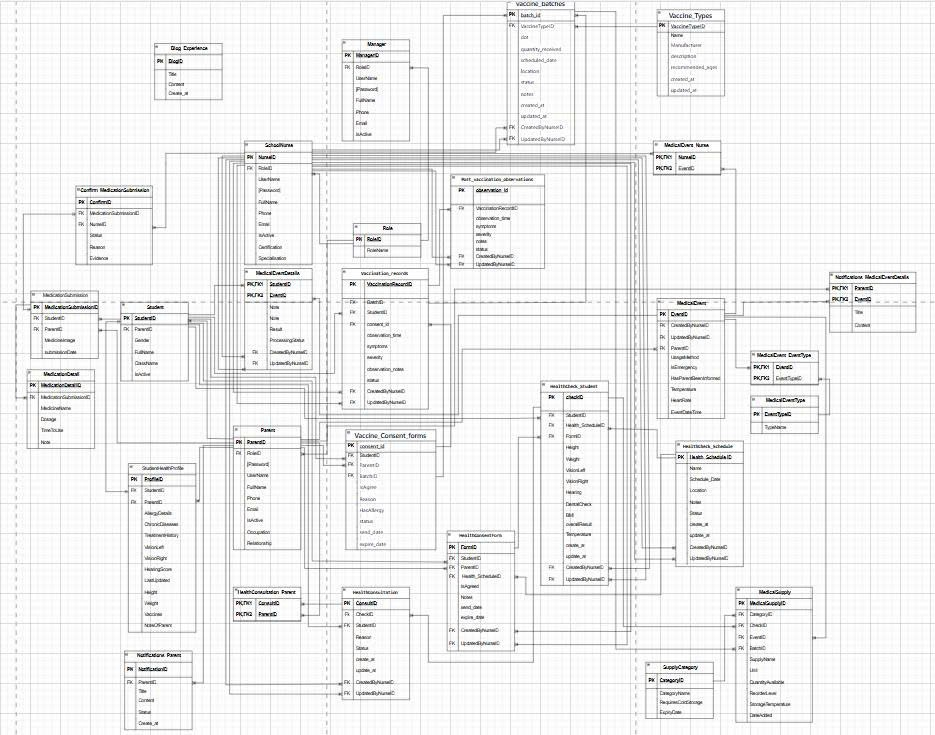 Vaccine_batches
PK batch_id
FK VaccineTypeID
dot
quantity_received
scheduled_date
location
status
notes
created_at
updated_at
FK CreatedByNurseID
FK UpdatedByNurseID
Vaccine_Types
PK VaccineTypeID
Name
Manufacturer
description
recommended_ages
created_at
updated_at
Blog_Experience
PK BlogID
Title
Content
Create_at
Manager
PK ManagerID
FK RoleID
UserName
[Password]
FullName
Phone
Email
IsActive
SchoolNurse
PK NurseID
FK RoleID
UserName
[Password]
FullName
Phone
Email
IsActive
Certification
Specialisation
MedicalEvent_Nurse
PK,FK1 NurseID
PK,FK2 EventID
Confirm_MedicationSubmission
PK ConfirmID
FK MedicationSubmissionID
FK NurseID
Status
Reason
Evidence
PK observation_id
FK VaccinationRecordID
observation_time
symptoms
severity
notes
status
FK CreatedByNurseID
FK UpdatedByNurseID
Role
PK RoleID
RoleName
MedicalEventDetails
PK,FK1 StudentID
PK,FK2 EventID
Note
Note
Result
ProcessingStatus
FK CreatedByNurseID
FK UpdatedByNurseID
Vaccination_records
PK VaccinationRecordID
FK BatchID
FK StudentID
FK consent_id
observation_time
symptoms
severity
observation_notes
status
FK CreatedByNurseID
FK UpdatedByNurseID
Notifications_MedicalEventDetails
PK,FK1 ParentID
PK,FK2 EventID
Title
Content
MedicationSubmission
PK MedicationSubmissionID
FK StudentID
FK ParentID
MedicineImage
submissionDate
Student
PK StudentID
FK ParentID
Gender
FullName
ClassName
IsActive
MedicalEvent
PK EventID
FK CreatedByNurseID
FK UpdatedByNurseID
FK ParentID
UsageMethod
IsEmergency
HasParentBeenInformed
Temperature
HeartRate
EventDateTime
MedicalEvent_EventType
PK,FK1 EventID
PK,FK2 EventTypeID
MedicalEventType
PK EventTypeID
TypeName
MedicationDetail
PK MedicationDetailID
FK MedicationSubmissionID
MedicineName
Dosage
TimeToUse
Note
HealthCheck_Student
PK checkID
FK StudentID
FK Health_ScheduleID
FK FormID
Height
Weight
VisionLeft
VisionRight
Hearing
DentalCheck
BMI
overallResult
Temperature
create_at
update_at
FK CreatedByNurseID
FK UpdatedByNurseID
Parent
PK ParentID
FK RoleID
[Password]
UserName
FullName
Phone
Email
IsActive
Occupation
Relationship
Vaccine_Consent_forms
PK consent_id
FK StudentID
FK ParentID
FK BatchID
IsAgree
Reason
HasAllergy
status
send_date
expire_date
HealthCheck_Schedule
PK Health_ScheduleID
Name
Schedule_Date
Location
Notes
Status
create_at
update_at
FK CreatedByNurseID
FK UpdatedByNurseID
StudentHealthProfile
PK ProfileID
FK StudentID
FK ParentID
AllergyDetails
ChronicDiseases
TreatmentHistory
VisionLeft
VisionRight
HearingScore
LastUpdated
Height
Weight
Vaccines
NoteOfParent
HealthConsentForm
PK FormID
FK StudentID
FK ParentID
FK Health_ScheduleID
IsAgreed
Notes
send_date
expire_date
FK CreatedByNurseID
FK UpdatedByNurseID
HealthConsultation_Parent
PK,FK1 ConsultID
PK,FK2 ParentID
HealthConsultation
PK ConsultID
FK CheckID
FK StudentID
Reason
Status
create_at
update_at
FK CreatedByNurseID
FK UpdatedByNurseID
MedicalSupply
PK MedicalSupplyID
FK CategoryID
FK CheckID
FK EventID
FK BatchID
SupplyName
Unit
QuantityAvailable
ReorderLevel
StorageTemperature
DateAdded
Notifications_Parent
PK NotificationID
FK ParentID
Title
Content
Status
Create_at
SupplyCategory
PK CategoryID
CategoryName
RequiresColdStorage
ExpiryDate